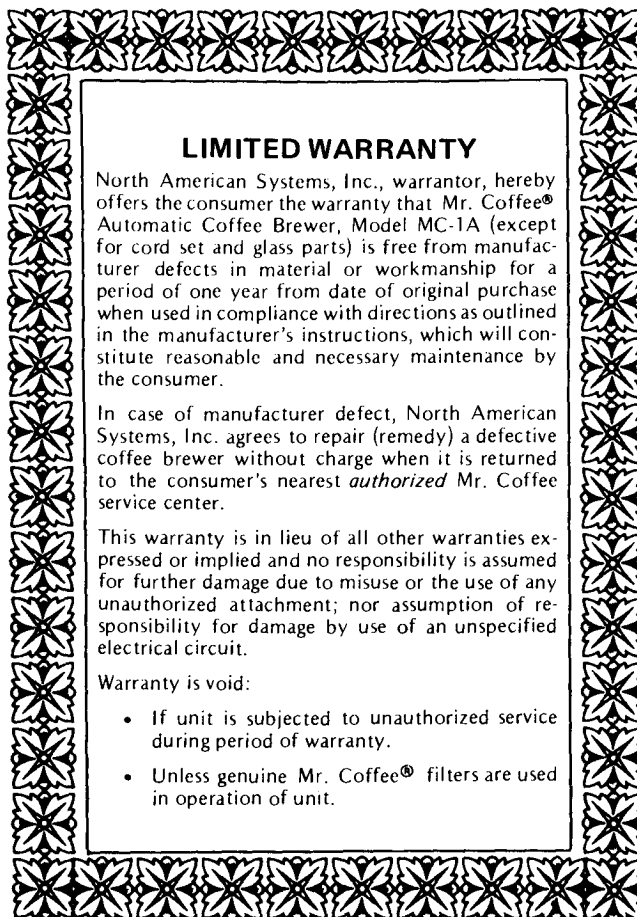 LIMITED WARRANTY
North American Systems, Inc., warrantor, hereby
offers the consumer the warranty that Mr. Coffee®
Automatic Coffee Brewer, Model MC-1A (except
for cord set and glass parts) is free from manufac-
turer defects in material or workmanship for a
period of one year from date of original purchase
when used in compliance with directions as outlined
in the manufacturer's instructions, which will con-
stitute reasonable and necessary maintenance by
the consumer.
In case of manufacturer defect, North American
Systems, Inc. agrees to repair (remedy) a defective
coffee brewer without charge when it is returned
to the consumer's nearest authorized Mr. Coffee
service center.
This warranty is in lieu of all other warranties ex-
pressed or implied and no responsibility is assumed
for further damage due to misuse or the use of any
unauthorized attachment; nor assumption of re-
sponsibility for damage by use of an unspecified
electrical circuit.
Warranty is void:
• If unit is subjected to unauthorized service
during period of warranty.
• Unless genuine Mr. Coffee® filters are used
in operation of unit.